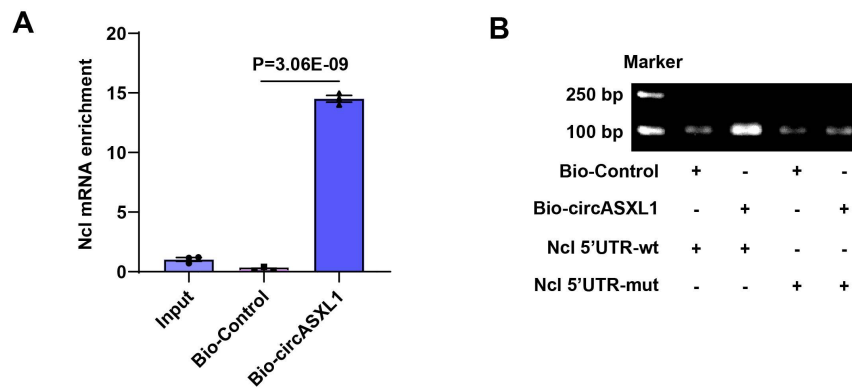 A
Ncl mRNA enrichment
20
15
10
5
0
P=3.06E-09
Input
Bio-Control
Bio-circASXL1
B
Marker
250 bp
100 bp
Bio-Control + - + -
Bio-circASXL1 - + - +
Ncl 5'UTR-wt + + - -
Ncl 5'UTR-mut - - + +